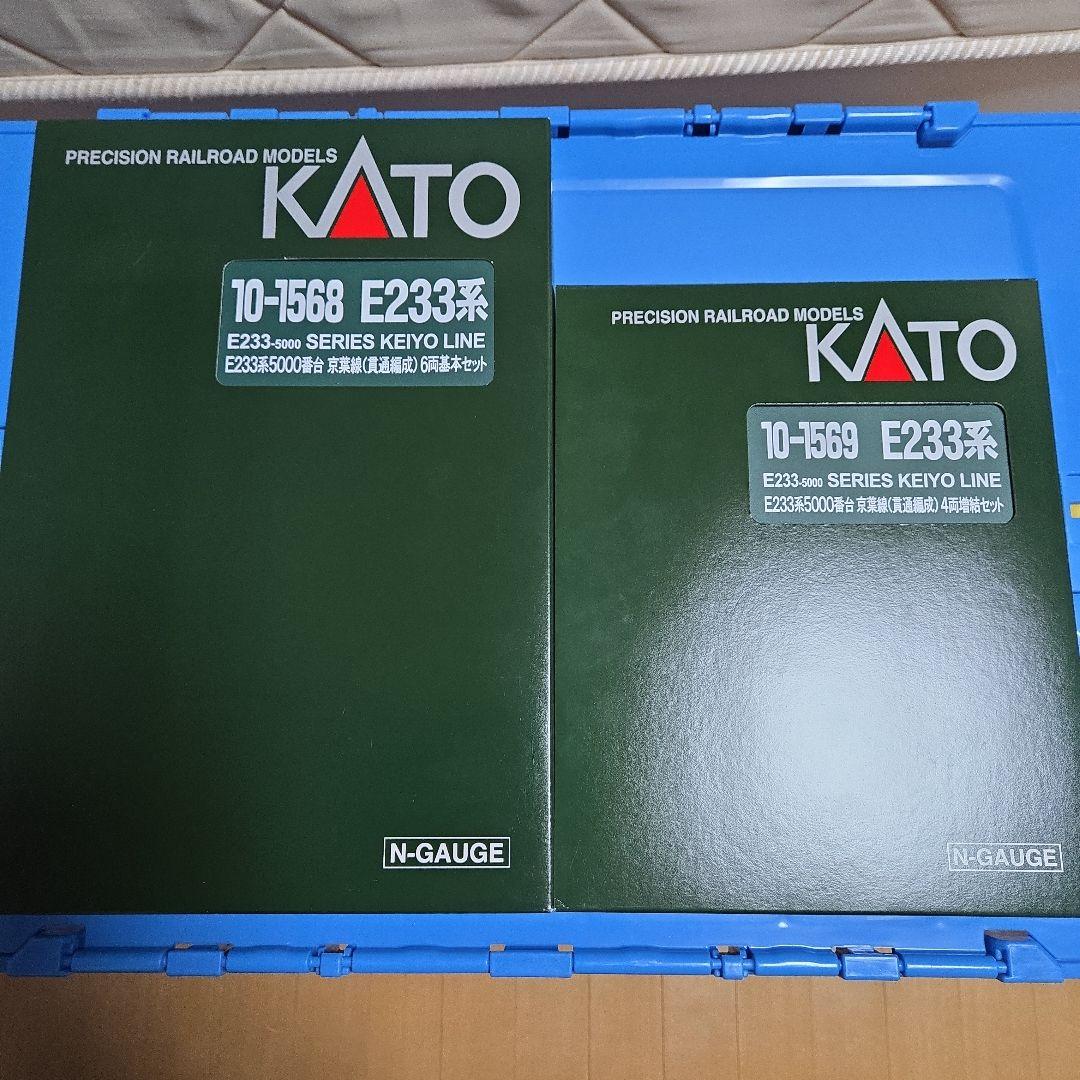 PRECISION RAILROAD MODELS
KATO
10-1568 E233系
E233-5000 SERIES KEIYO LINE
E233系5000番台 京葉線(貫通編成) 6両基本セット
N-GAUGE
PRECISION RAILROAD MODELS
KATO
10-1569 E233系
E233-5000 SERIES KEIYO LINE
E233系5000番台 京葉線(貫通編成) 4両増結セット
N-GAUGE